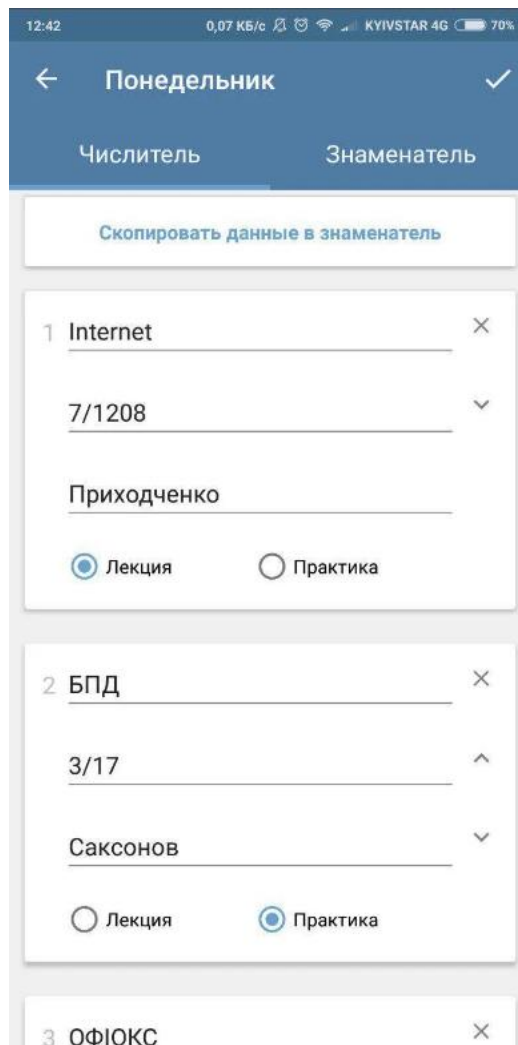 12:42 0,07 КБ/с KYIVSTAR 4G 70%
Понедельник
Числитель Знаменатель
Скопировать данные в знаменатель
1 Internet
7/1208
Приходченко
Лекция Практика
2 БПД
3/17
Саксонов
Лекция Практика
3 ОФІОКС